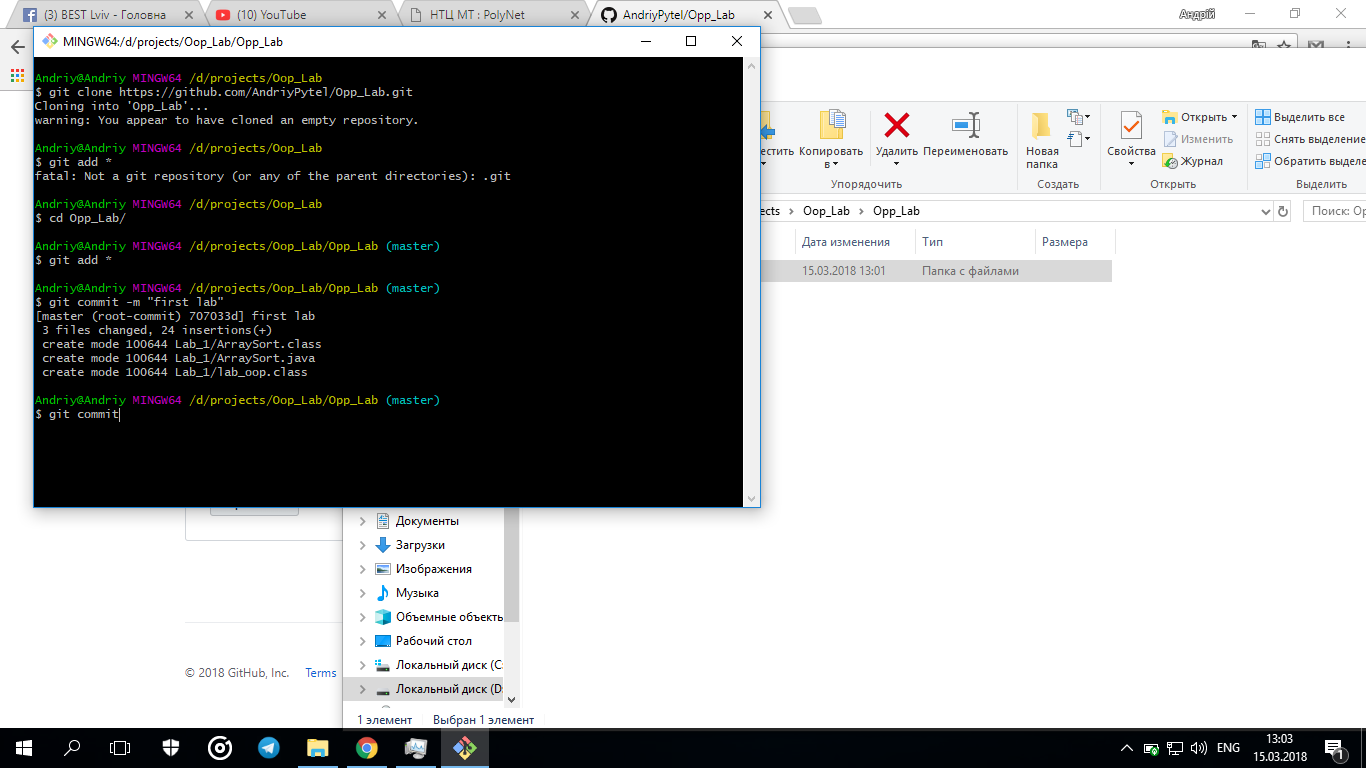 (3) BEST Lviv - Головна
(10) YouTube
НТЦ МТ : PolyNet
AndriyPytel/Opp_Lab
Андрій
MINGW64:/d/projects/Oop_Lab/Opp_Lab
Andriy@Andriy MINGW64 /d/projects/Oop_Lab
$ git clone https://github.com/AndriyPytel/Opp_Lab.git
Cloning into 'Opp_Lab'...
warning: You appear to have cloned an empty repository.
Andriy@Andriy MINGW64 /d/projects/Oop_Lab
$ git add *
fatal: Not a git repository (or any of the parent directories): .git
Andriy@Andriy MINGW64 /d/projects/Oop_Lab
$ cd Opp_Lab/
Andriy@Andriy MINGW64 /d/projects/Oop_Lab/Opp_Lab (master)
$ git add *
Andriy@Andriy MINGW64 /d/projects/Oop_Lab/Opp_Lab (master)
$ git commit -m "first lab"
[master (root-commit) 707033d] first lab
3 files changed, 24 insertions(+)
create mode 100644 Lab_1/ArraySort.class
create mode 100644 Lab_1/ArraySort.java
create mode 100644 Lab_1/lab_oop.class
Andriy@Andriy MINGW64 /d/projects/Oop_Lab/Opp_Lab (master)
$ git commit
естить
Копировать
в
Удалить
Переименовать
Упорядочить
Новая
папка
Создать
Свойства
Открыть
Изменить
Журнал
Открыть
Выделить все
Снять выделение
Обратить выделе
Выделить
ects
Oop_Lab
Opp_Lab
Поиск: Op
Дата изменения
Тип
Размера
15.03.2018 13:01
Папка с файлами
Документы
Загрузки
Изображения
Музыка
Объемные объекты
Рабочий стол
Локальный диск (C:
Локальный диск (D:
1 элемент
Выбран 1 элемент
© 2018 GitHub, Inc.
Terms
ENG
13:03
15.03.2018
1